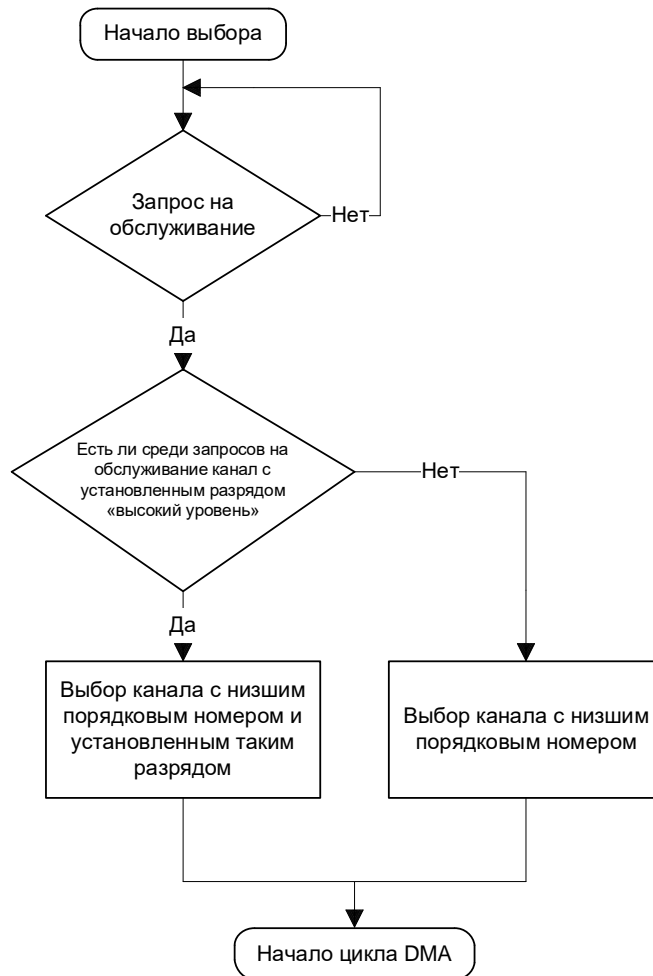 Начало выбора
Запрос на
обслуживание
Нет
Да
Есть ли среди запросов на
обслуживание канал с
установленным разрядом
«высокий уровень»
Нет
Да
Выбор канала с низшим
порядковым номером и
установленным таким
разрядом
Выбор канала с низшим
порядковым номером
Начало цикла DMA